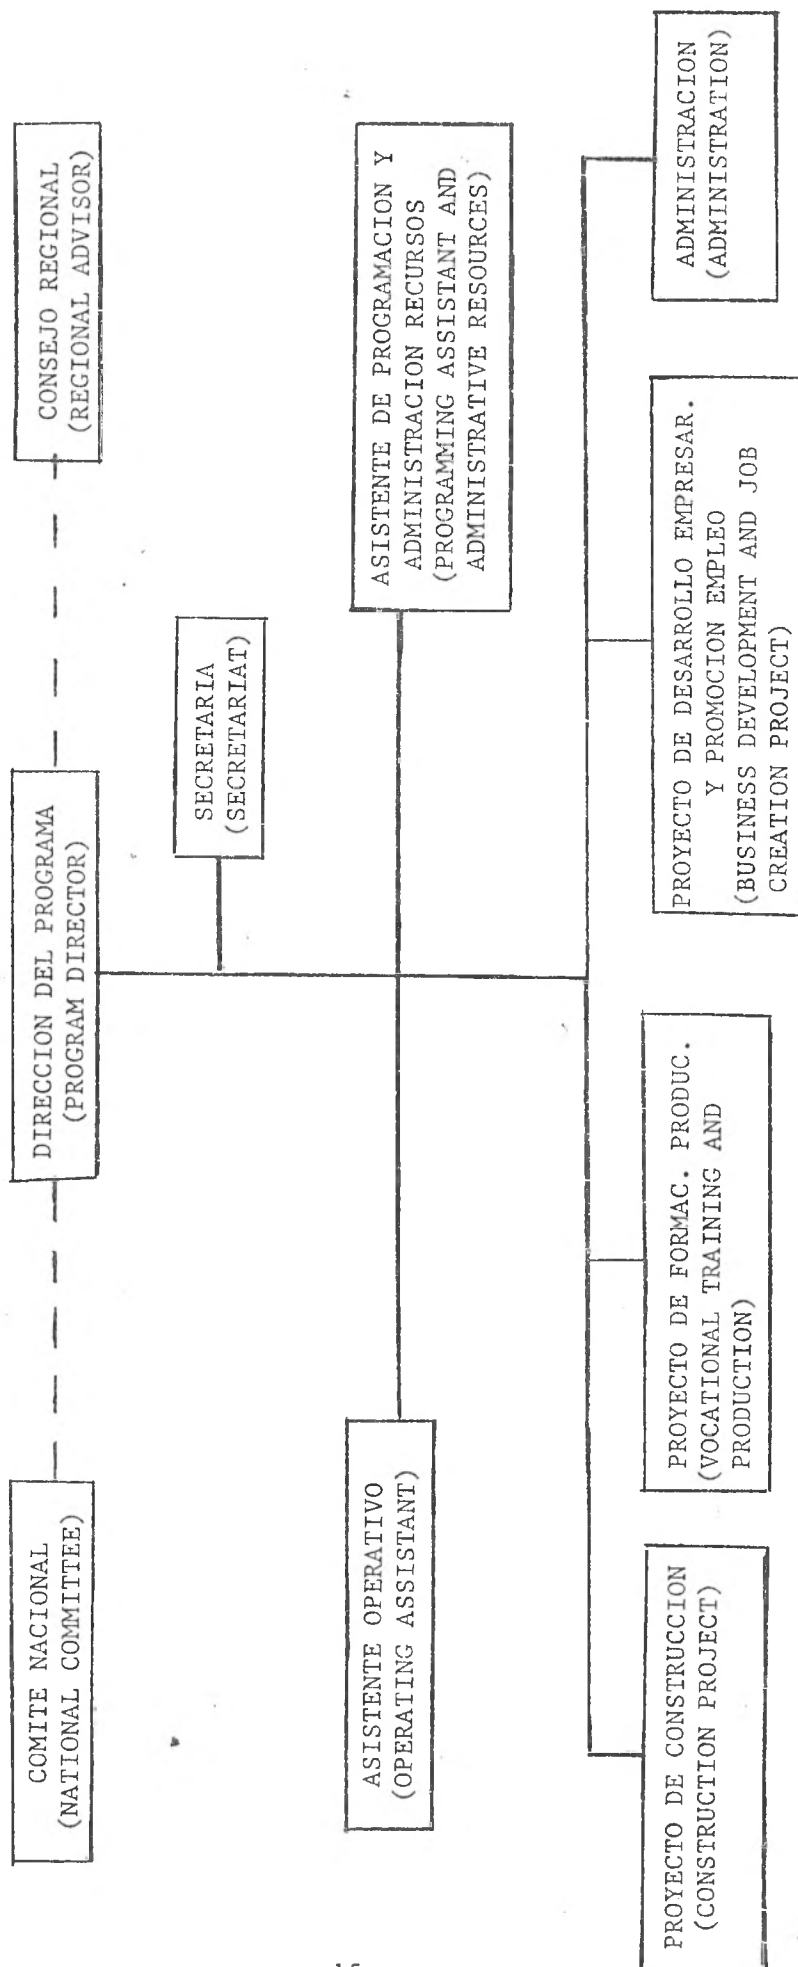 COMITE NACIONAL
(NATIONAL COMMITTEE)
DIRECCION DEL PROGRAMA
(PROGRAM DIRECTOR)
CONSEJO REGIONAL
(REGIONAL ADVISOR)
SECRETARIA
(SECRETARIAT)
ASISTENTE OPERATIVO
(OPERATING ASSISTANT)
ASISTENTE DE PROGRAMACION Y
ADMINISTRACION RECURSOS
(PROGRAMMING ASSISTANT AND
ADMINISTRATIVE RESOURCES)
PROYECTO DE CONSTRUCCION
(CONSTRUCTION PROJECT)
PROYECTO DE FORMAC. PRODUC.
(VOCATIONAL TRAINING AND
PRODUCTION)
PROYECTO DE DESARROLLO EMPRESAR.
Y PROMOCION EMPLEO
(BUSINESS DEVELOPMENT AND JOB
CREATION PROJECT)
ADMINISTRACION
(ADMINISTRATION)